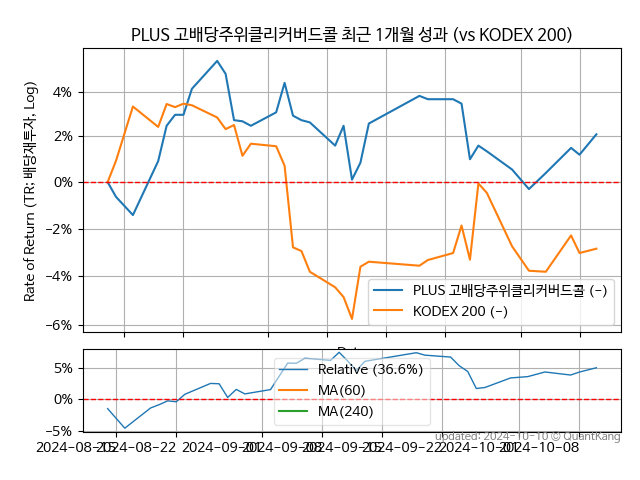 PLUS 고배당주위클리커버드콜 최근 1개월 성과 (vs KODEX 200)
Rate of Return (TR: 배당재투자, Log)
4%
2%
0%
−2%
−4%
−6%
PLUS 고배당주위클리커버드콜 (-)
KODEX 200 (-)
5%
0%
−5%
Relative (36.6%)
MA(60)
MA(240)
updated: 2024-10-10 © QuantKang
2024-08-15
2024-08-22
2024-09-01
2024-09-08
2024-09-15
2024-09-22
2024-10-01
2024-10-08